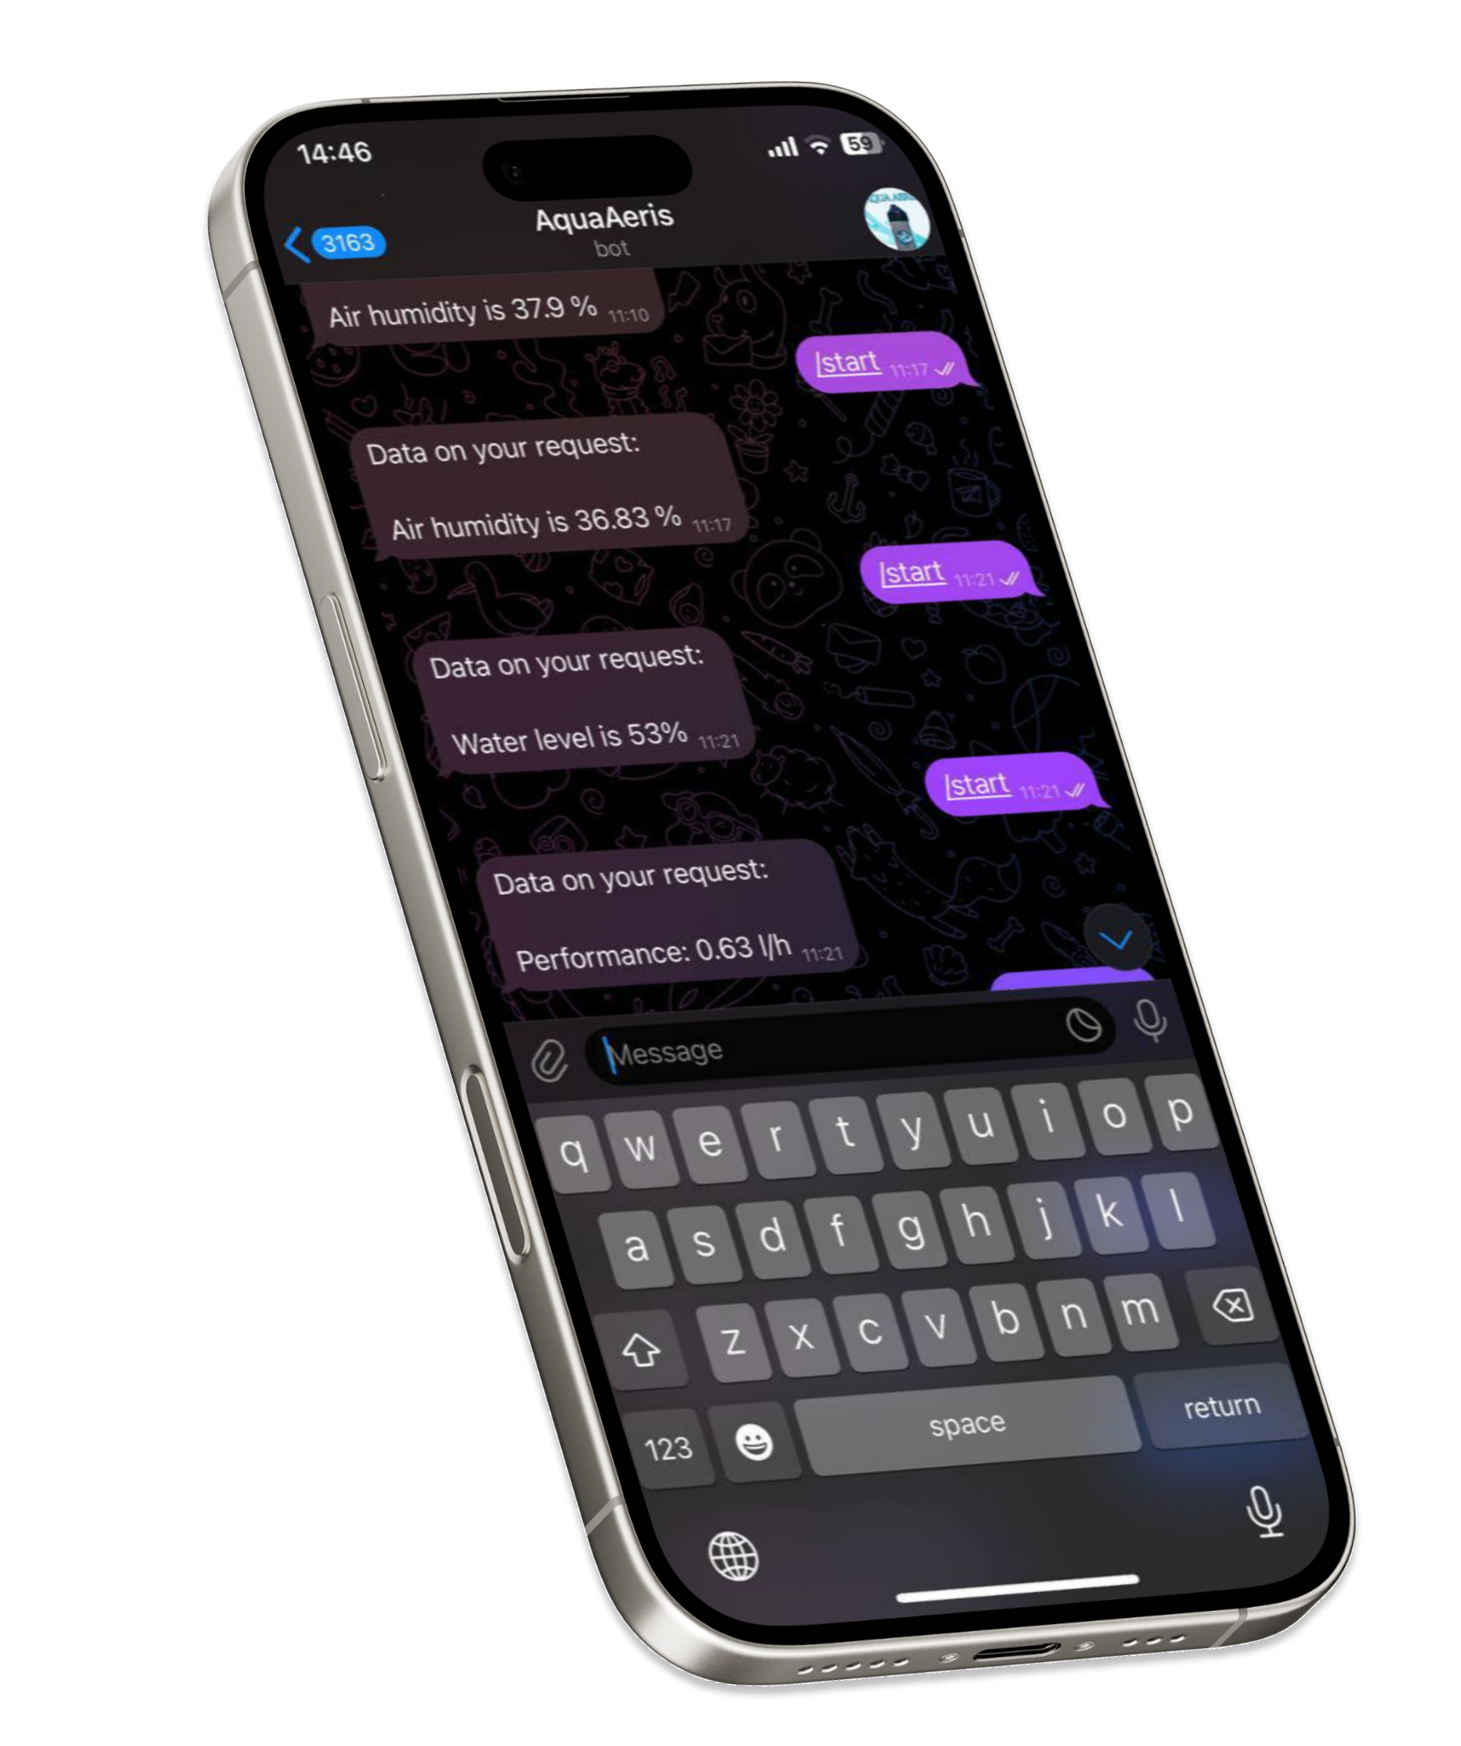 14:46
59
3163
AquaAeris
bot
Air humidity is 37.9 % 11:10
/start 11:17
Data on your request:
Air humidity is 36.83 % 11:17
/start 11:21
Data on your request:
Water level is 53% 11:21
/start 11:21
Data on your request:
Performance: 0.63 l/h 11:21
Message
q w e r t y u i o p
a s d f g h j k l
z x c v b n m
123 space return